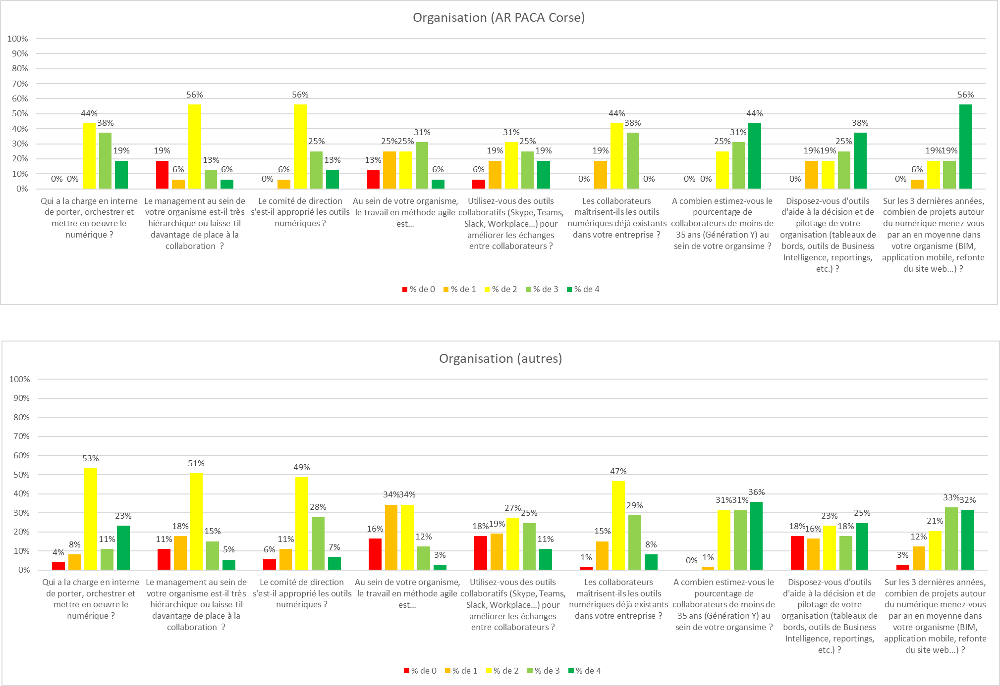 Organisation (AR PACA Corse)
100%
90%
80%
70%
60%
50%
40%
30%
20%
10%
0%
0% 0% 44% 38% 19%
19% 6% 56% 13% 6%
0% 6% 56% 25% 13%
13% 25% 25% 31% 6%
6% 19% 31% 25% 19%
0% 19% 44% 38% 0%
0% 0% 25% 31% 44%
0% 19% 19% 25% 38%
0% 6% 19% 19% 56%
Qui a la charge en interne
de porter, orchestrer et
mettre en oeuvre le
numérique ?
Le management au sein de
votre organisme est-il très
hiérarchique ou laisse-til
davantage de place à la
collaboration  ?
Le comité de direction
s'est-il approprié les outils
numériques ?
Au sein de votre organisme,
le travail en méthode agile
est...
Utilisez-vous des outils
collaboratifs (Skype, Teams,
Slack, Workplace...) pour
améliorer les échanges
entre collaborateurs ?
Les collaborateurs
maîtrisent-ils les outils
numériques déjà existants
dans votre entreprise ?
A combien estimez-vous le
pourcentage de
collaborateurs de moins de
35 ans (Génération Y) au
sein de votre organsime ?
Disposez-vous d'outils
d'aide à la décision et de
pilotage de votre
organisation (tableaux de
bords, outils de Business
Intelligence, reportings,
etc.) ?
Sur les 3 dernières années,
combien de projets autour
du numérique menez-vous
par an en moyenne dans
votre organisme (BIM,
application mobile, refonte
du site web...) ?
% de 0 % de 1 % de 2 % de 3 % de 4
Organisation (autres)
100%
90%
80%
70%
60%
50%
40%
30%
20%
10%
0%
4% 8% 53% 11% 23%
11% 18% 51% 15% 5%
6% 11% 49% 28% 7%
16% 34% 34% 12% 3%
18% 19% 27% 25% 11%
1% 15% 47% 29% 8%
0% 1% 31% 31% 36%
18% 16% 23% 18% 25%
3% 12% 21% 33% 32%
Qui a la charge en interne
de porter, orchestrer et
mettre en oeuvre le
numérique ?
Le management au sein de
votre organisme est-il très
hiérarchique ou laisse-til
davantage de place à la
collaboration  ?
Le comité de direction
s'est-il approprié les outils
numériques ?
Au sein de votre organisme,
le travail en méthode agile
est...
Utilisez-vous des outils
collaboratifs (Skype, Teams,
Slack, Workplace...) pour
améliorer les échanges
entre collaborateurs ?
Les collaborateurs
maîtrisent-ils les outils
numériques déjà existants
dans votre entreprise ?
A combien estimez-vous le
pourcentage de
collaborateurs de moins de
35 ans (Génération Y) au
sein de votre organsime ?
Disposez-vous d'outils
d'aide à la décision et de
pilotage de votre
organisation (tableaux de
bords, outils de Business
Intelligence, reportings,
etc.) ?
Sur les 3 dernières années,
combien de projets autour
du numérique menez-vous
par an en moyenne dans
votre organisme (BIM,
application mobile, refonte
du site web...) ?
% de 0 % de 1 % de 2 % de 3 % de 4